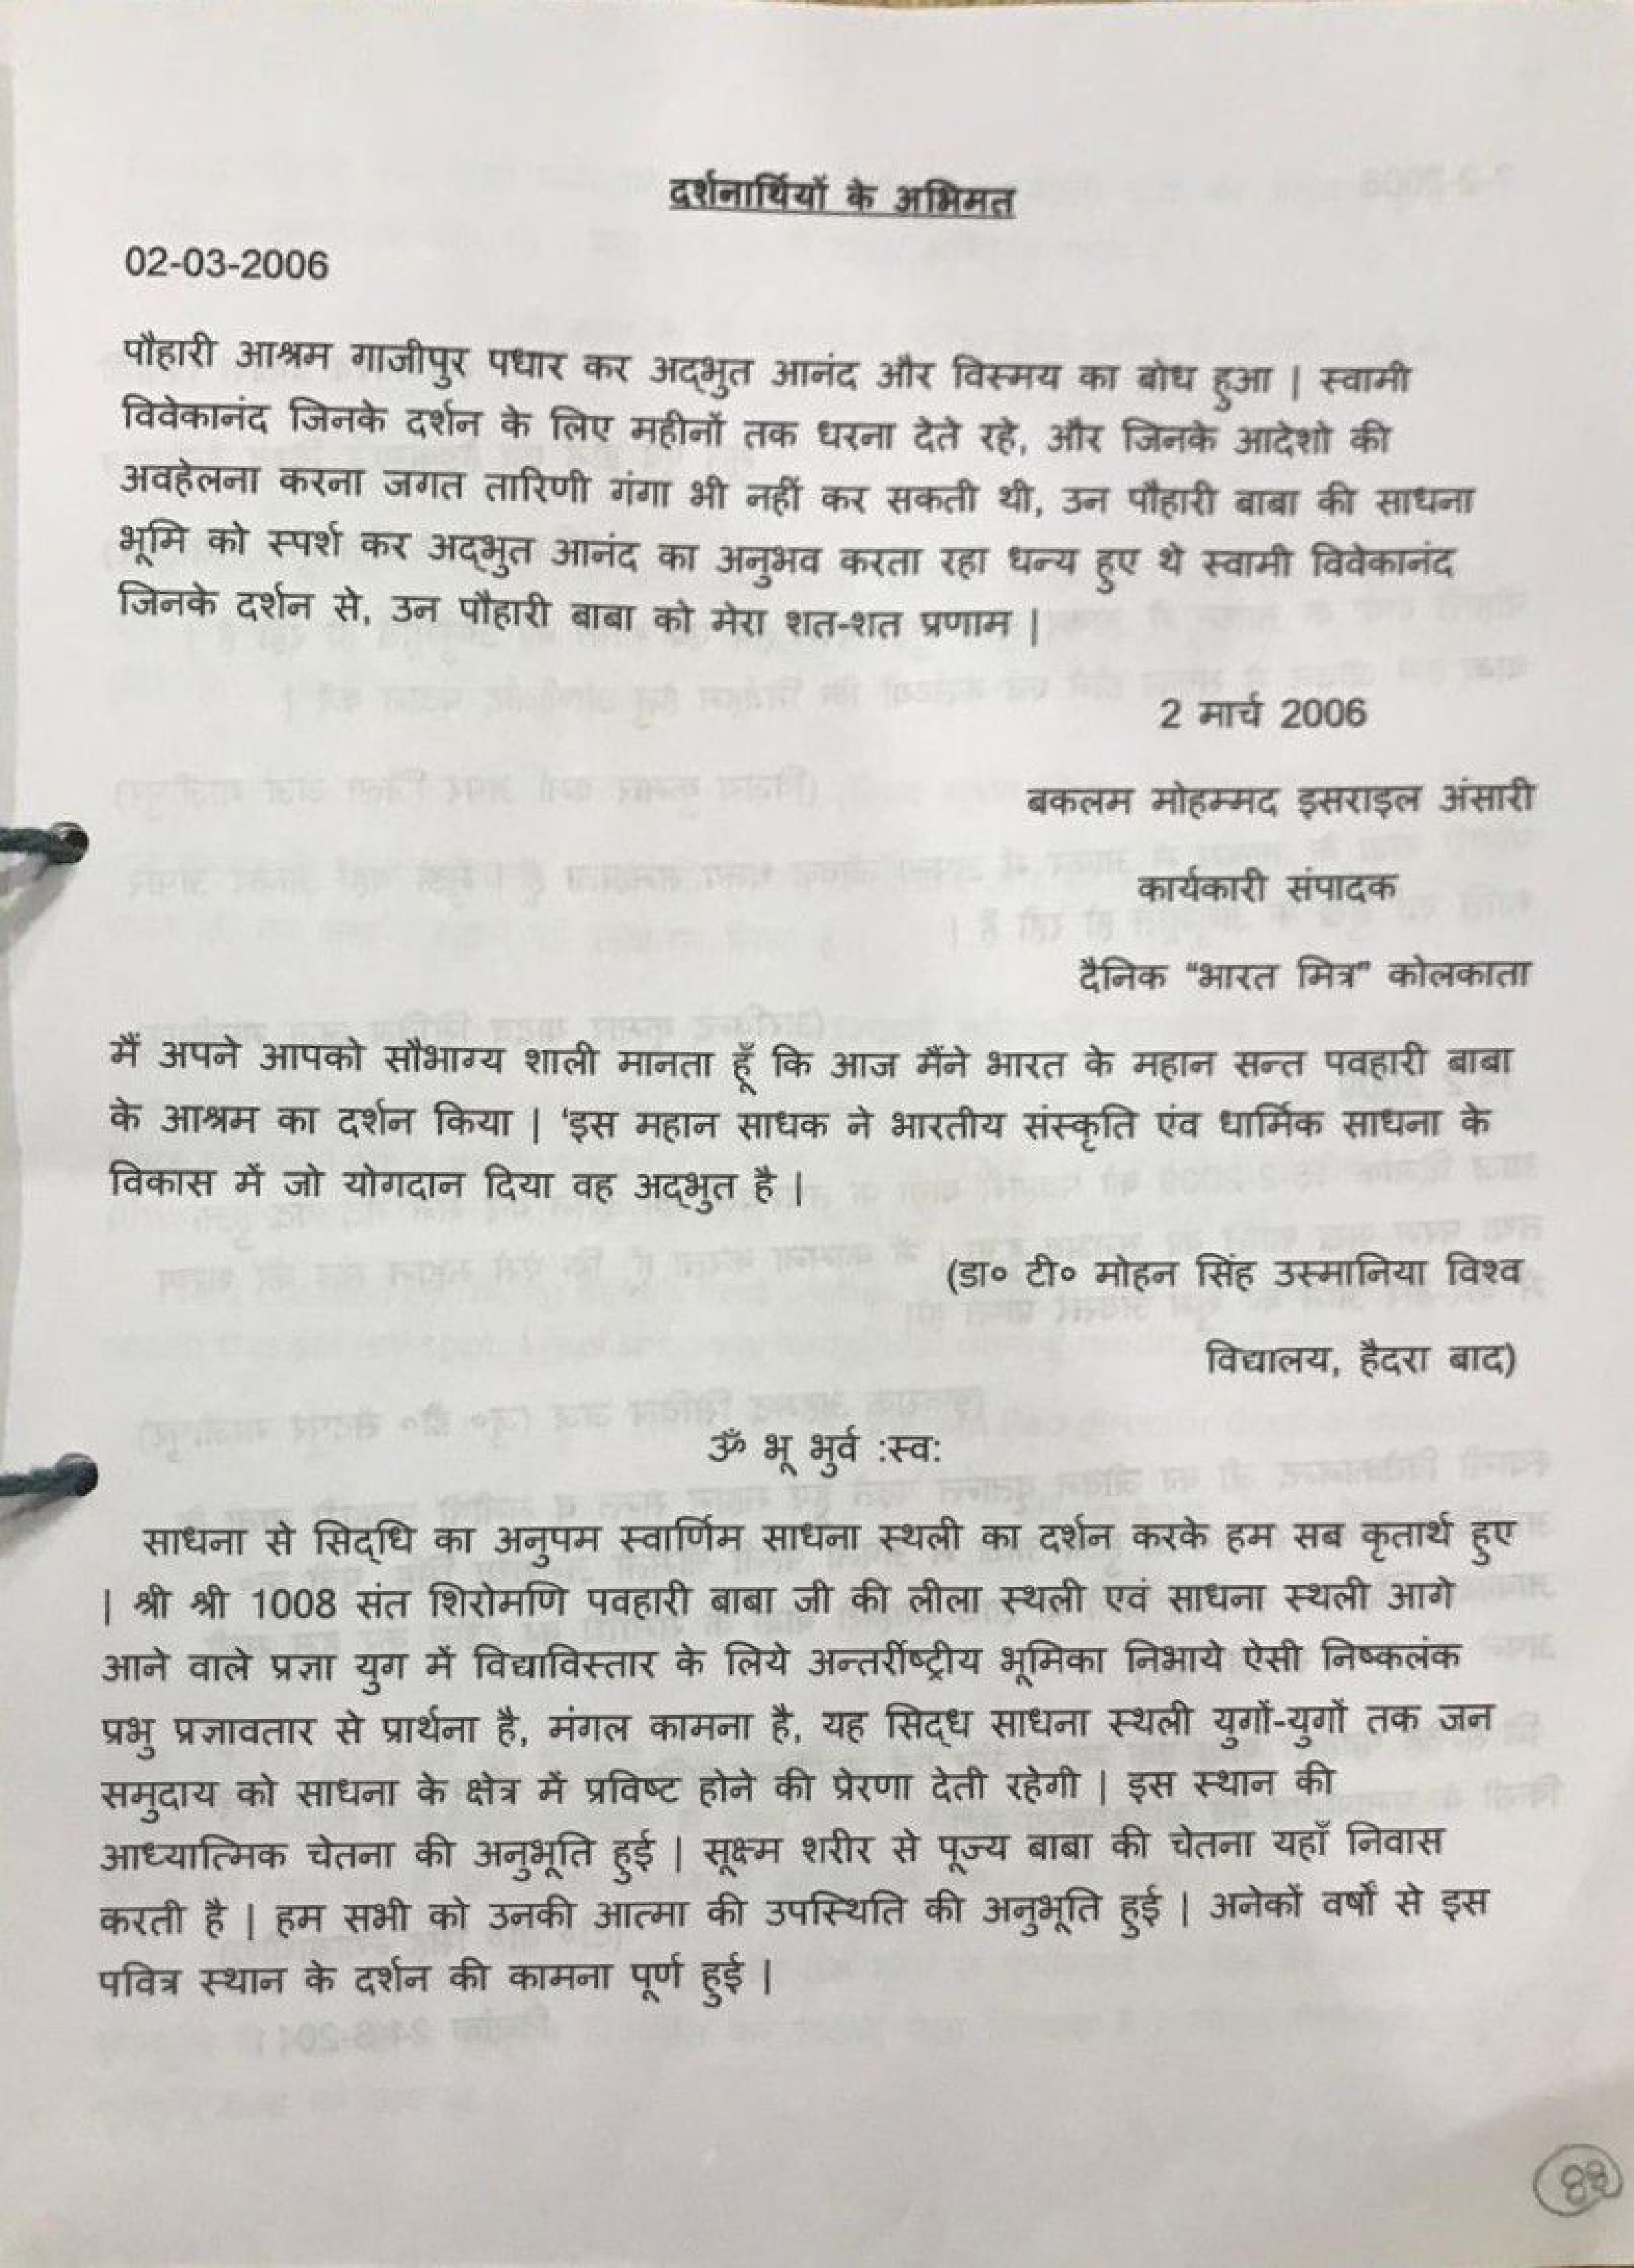 दर्शनार्थियों के अभिमत
02-03-2006
पौहारी आश्रम गाजीपुर पधार कर अद्भुत आनंद और विस्मय का बोध हुआ | स्वामी
विवेकानंद जिनके दर्शन के लिए महीनों तक धरना देते रहे, और जिनके आदेशो की
अवहेलना करना जगत तारिणी गंगा भी नहीं कर सकती थी, उन पौहारी बाबा की साधना
भूमि को स्पर्श कर अद्भुत आनंद का अनुभव करता रहा धन्य हुए थे स्वामी विवेकानंद
जिनके दर्शन से, उन पौहारी बाबा को मेरा शत-शत प्रणाम |
2 मार्च 2006
बकलम मोहम्मद इसराइल अंसारी
कार्यकारी संपादक
दैनिक “भारत मित्र” कोलकाता
मैं अपने आपको सौभाग्य शाली मानता हूँ कि आज मैंने भारत के महान सन्त पवहारी बाबा
के आश्रम का दर्शन किया | 'इस महान साधक ने भारतीय संस्कृति एंव धार्मिक साधना के
विकास में जो योगदान दिया वह अद्भुत है |
(डा० टी० मोहन सिंह उस्मानिया विश्व
विद्यालय, हैदरा बाद)
ॐ भू भुर्व :स्व:
साधना से सिद्धि का अनुपम स्वार्णिम साधना स्थली का दर्शन करके हम सब कृतार्थ हुए
| श्री श्री 1008 संत शिरोमणि पवहारी बाबा जी की लीला स्थली एवं साधना स्थली आगे
आने वाले प्रज्ञा युग में विद्याविस्तार के लिये अन्तर्राष्ट्रीय भूमिका निभाये ऐसी निष्कलंक
प्रभु प्रज्ञावतार से प्रार्थना है, मंगल कामना है, यह सिद्ध साधना स्थली युगों-युगों तक जन
समुदाय को साधना के क्षेत्र में प्रविष्ट होने की प्रेरणा देती रहेगी | इस स्थान की
आध्यात्मिक चेतना की अनुभूति हुई | सूक्ष्म शरीर से पूज्य बाबा की चेतना यहाँ निवास
करती है | हम सभी को उनकी आत्मा की उपस्थिति की अनुभूति हुई | अनेकों वर्षों से इस
पवित्र स्थान के दर्शन की कामना पूर्ण हुई |